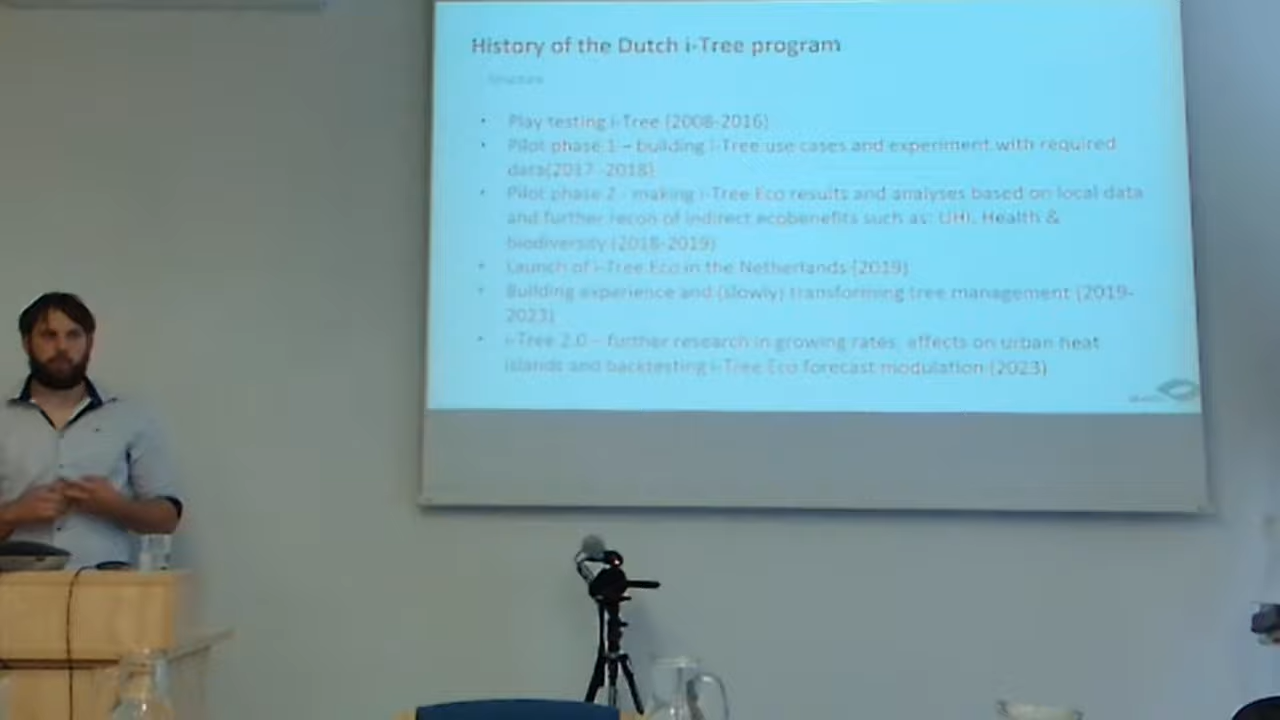 History of the Dutch i-Tree program
Structure
• Play testing i-Tree (2008-2016)
• Pilot phase 1 – building i-Tree use cases and experiment with required
data(2017 -2018)
• Pilot phase 2 - making i-Tree Eco results and analyses based on local data
and further recon of indirect ecobenefits such as: UHI, Health &
biodiversity (2018-2019)
• Launch of i-Tree Eco in the Netherlands (2019)
• Building experience and (slowly) transforming tree management (2019-
2023)
• i-Tree 2.0 – further research in growing rates, affects on urban heat
islands and backtesting i-Tree Eco forecast modulation (2023)